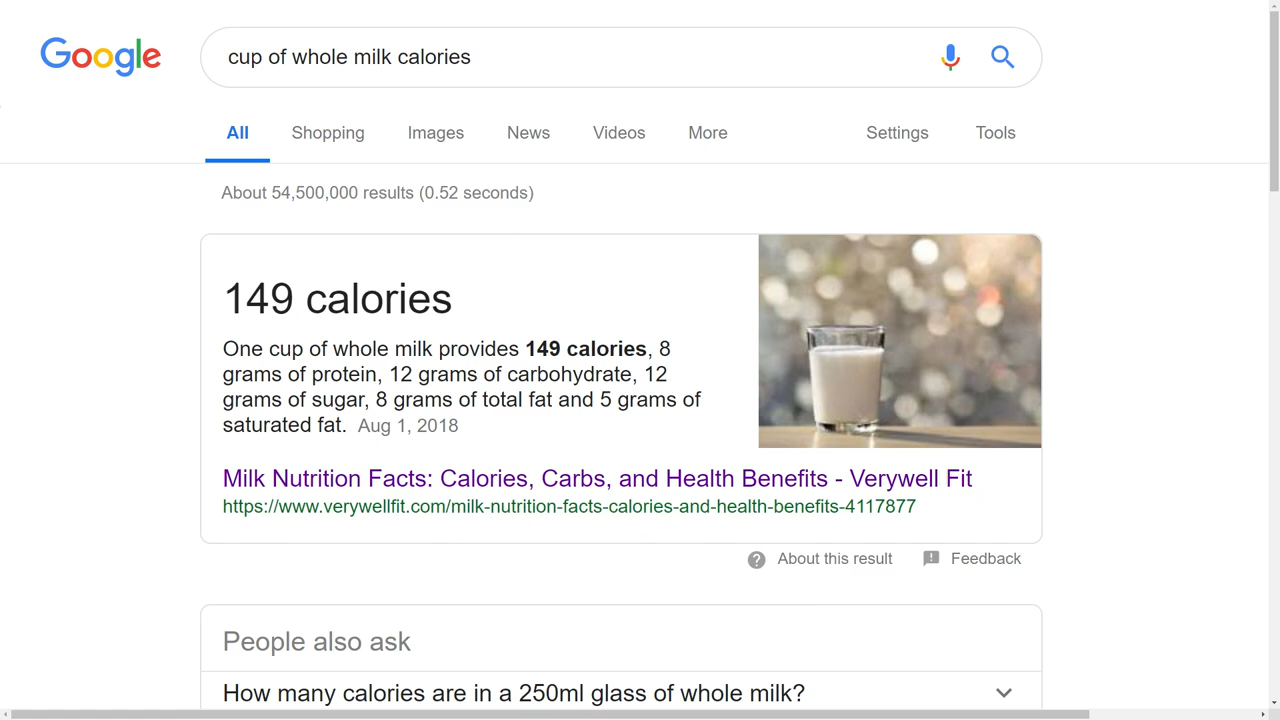 Google
cup of whole milk calories
All Shopping Images News Videos More Settings Tools
About 54,500,000 results (0.52 seconds)
149 calories
One cup of whole milk provides 149 calories, 8
grams of protein, 12 grams of carbohydrate, 12
grams of sugar, 8 grams of total fat and 5 grams of
saturated fat. Aug 1, 2018
Milk Nutrition Facts: Calories, Carbs, and Health Benefits - Verywell Fit
https://www.verywellfit.com/milk-nutrition-facts-calories-and-health-benefits-4117877
About this result Feedback
People also ask
How many calories are in a 250ml glass of whole milk?